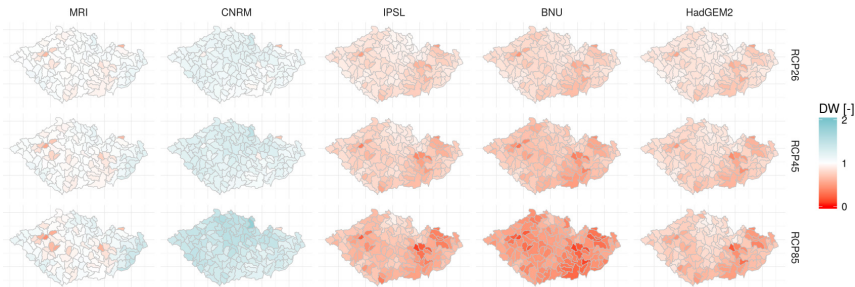 MRI CNRM IPSL BNU HadGEM2
RCP26
RCP45
RCP85
DW [-]
2
1
0